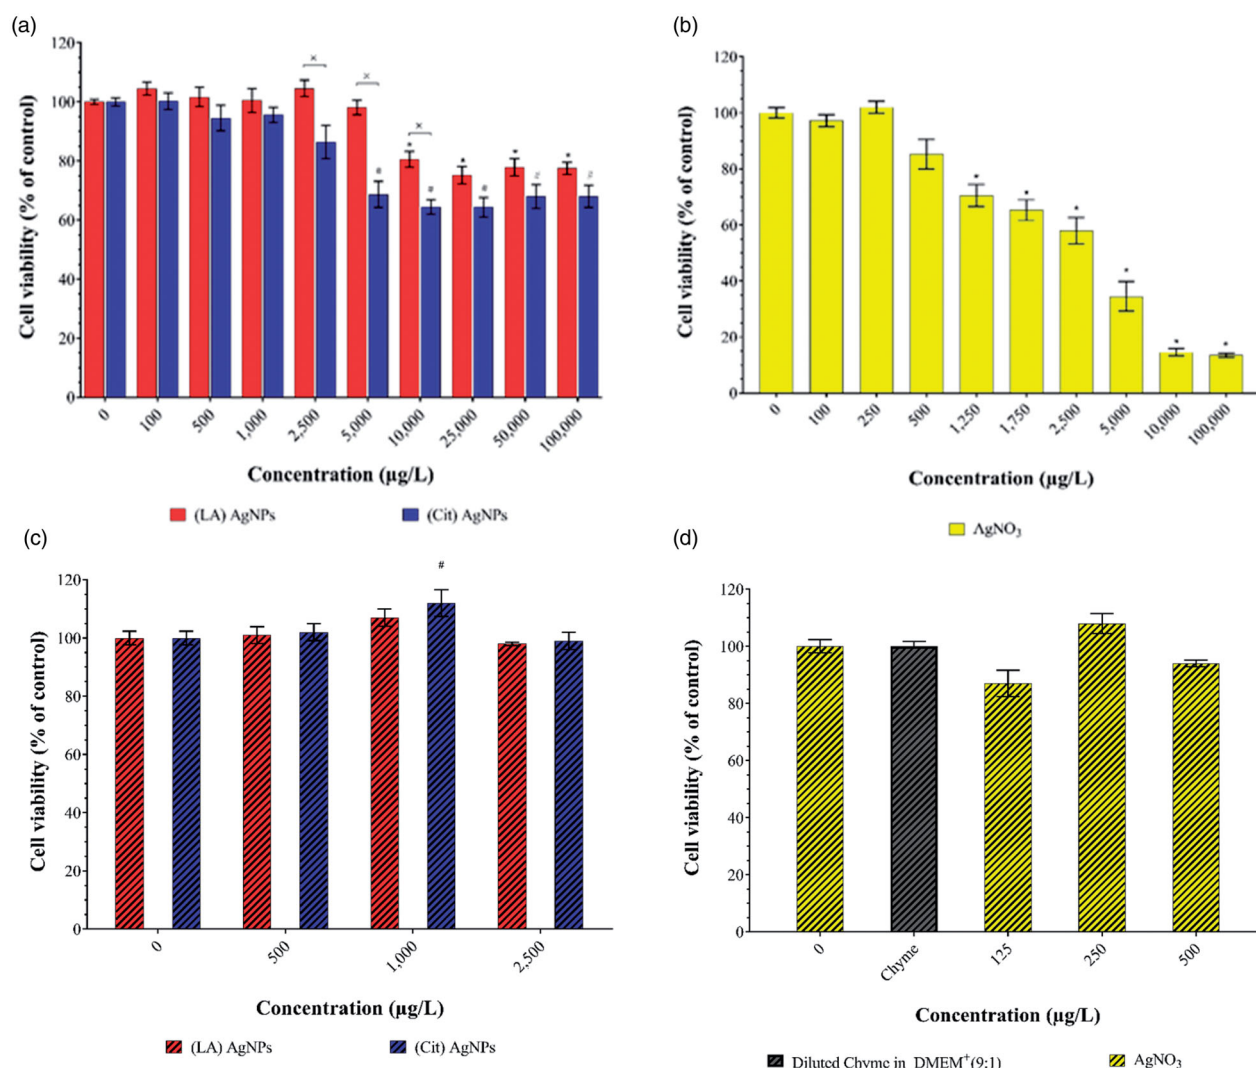 (a)
120
100
80
60
40
20
0
Cell viability (% of control)
×
×
×
* * * *
# # # # #
0 100 500 1,000 2,500 5,000 10,000 25,000 50,000 100,000
Concentration (µg/L)
(LA) AgNPs (Cit) AgNPs
(b)
120
100
80
60
40
20
0
Cell viability (% of control)
* * * * * *
0 100 250 500 1,250 1,750 2,500 5,000 10,000 100,000
Concentration (µg/L)
AgNO₃
(c)
120
100
80
60
40
20
0
Cell viability (% of control)
#
0 500 1,000 2,500
Concentration (µg/L)
(LA) AgNPs (Cit) AgNPs
(d)
120
100
80
60
40
20
0
Cell viability (% of control)
0 Chyme 125 250 500
Concentration (µg/L)
Diluted Chyme in DMEM⁺(9:1) AgNO₃